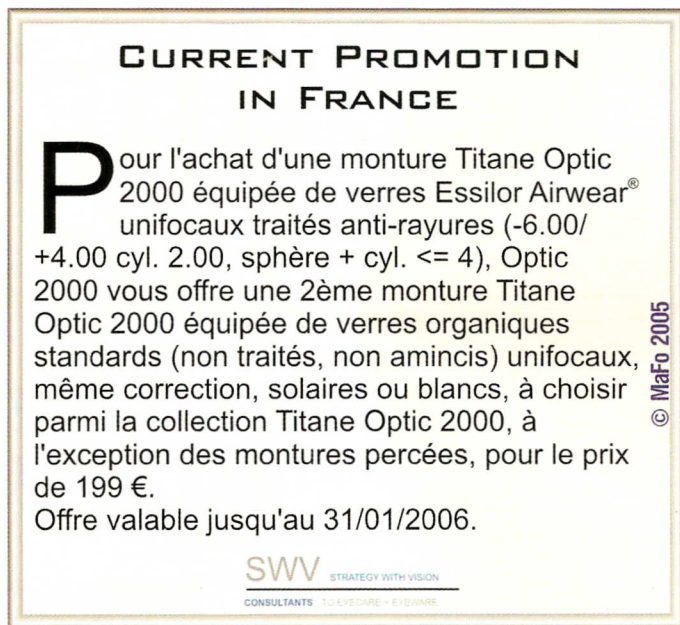 CURRENT PROMOTION
IN FRANCE
Pour l'achat d'une monture Titane Optic
2000 équipée de verres Essilor Airwear®
unifocaux traités anti-rayures (-6.00/
+4.00 cyl. 2.00, sphère + cyl. <= 4), Optic
2000 vous offre une 2ème monture Titane
Optic 2000 équipée de verres organiques
standards (non traités, non amincis) unifocaux,
même correction, solaires ou blancs, à choisir
parmi la collection Titane Optic 2000, à
l'exception des montures percées, pour le prix
de 199 €.
Offre valable jusqu'au 31/01/2006.
© MaFo 2005
SWV STRATEGY WITH VISION
CONSULTANTS TO EYECARE + EYEWARE